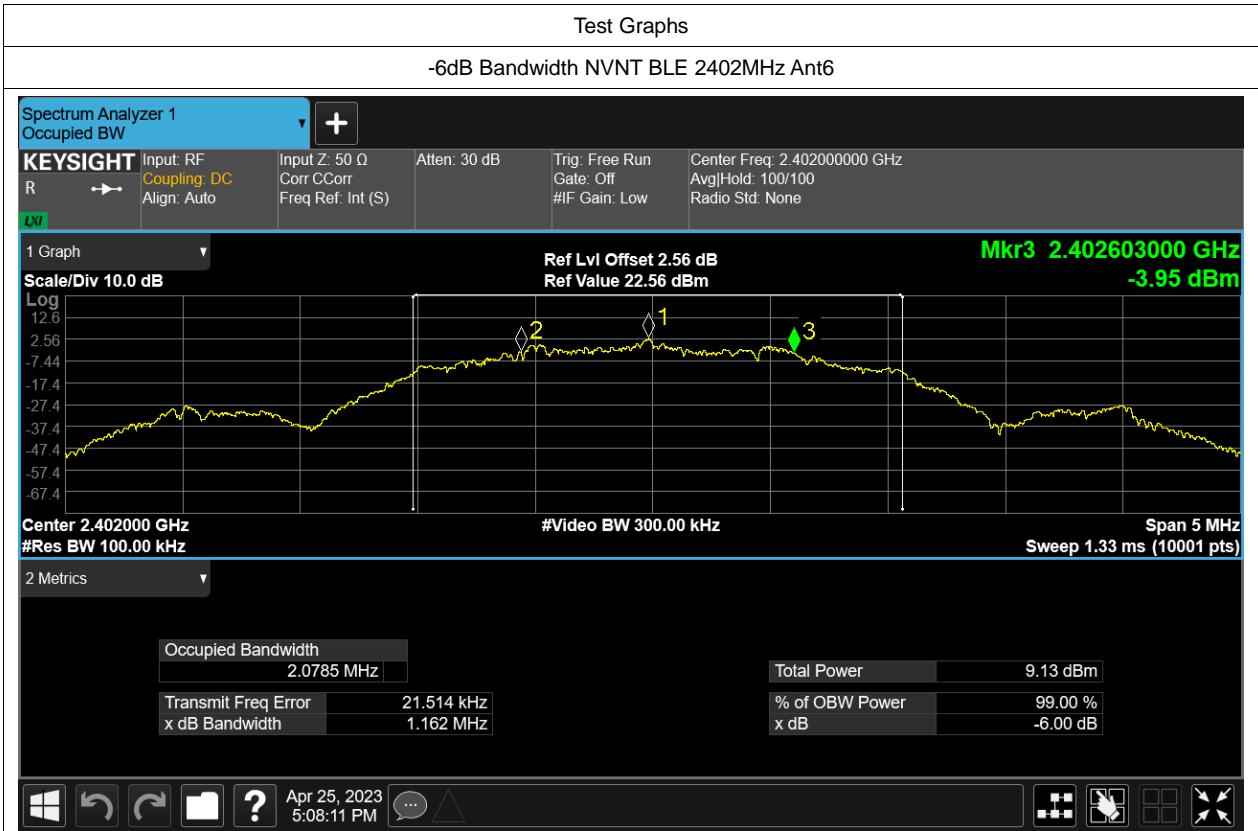 Test Graphs
-6dB Bandwidth NVNT BLE 2402MHz Ant6
Spectrum Analyzer 1
Occupied BW
+
KEYSIGHT
R
LXI
Input: RF
Coupling: DC
Align: Auto
Input Z: 50 Ω
Corr CCorr
Freq Ref: Int (S)
Atten: 30 dB
Trig: Free Run
Gate: Off
#IF Gain: Low
Center Freq: 2.402000000 GHz
Avg|Hold: 100/100
Radio Std: None
1 Graph
Scale/Div 10.0 dB
Ref Lvl Offset 2.56 dB
Ref Value 22.56 dBm
Mkr3 2.402603000 GHz
-3.95 dBm
Log
12.6
2.56
-7.44
-17.4
-27.4
-37.4
-47.4
-57.4
-67.4
2
1
3
Center 2.402000 GHz
#Res BW 100.00 kHz
#Video BW 300.00 kHz
Span 5 MHz
Sweep 1.33 ms (10001 pts)
2 Metrics
Occupied Bandwidth
2.0785 MHz
Transmit Freq Error 21.514 kHz
x dB Bandwidth 1.162 MHz
Total Power 9.13 dBm
% of OBW Power 99.00 %
x dB -6.00 dB
?
Apr 25, 2023
5:08:11 PM